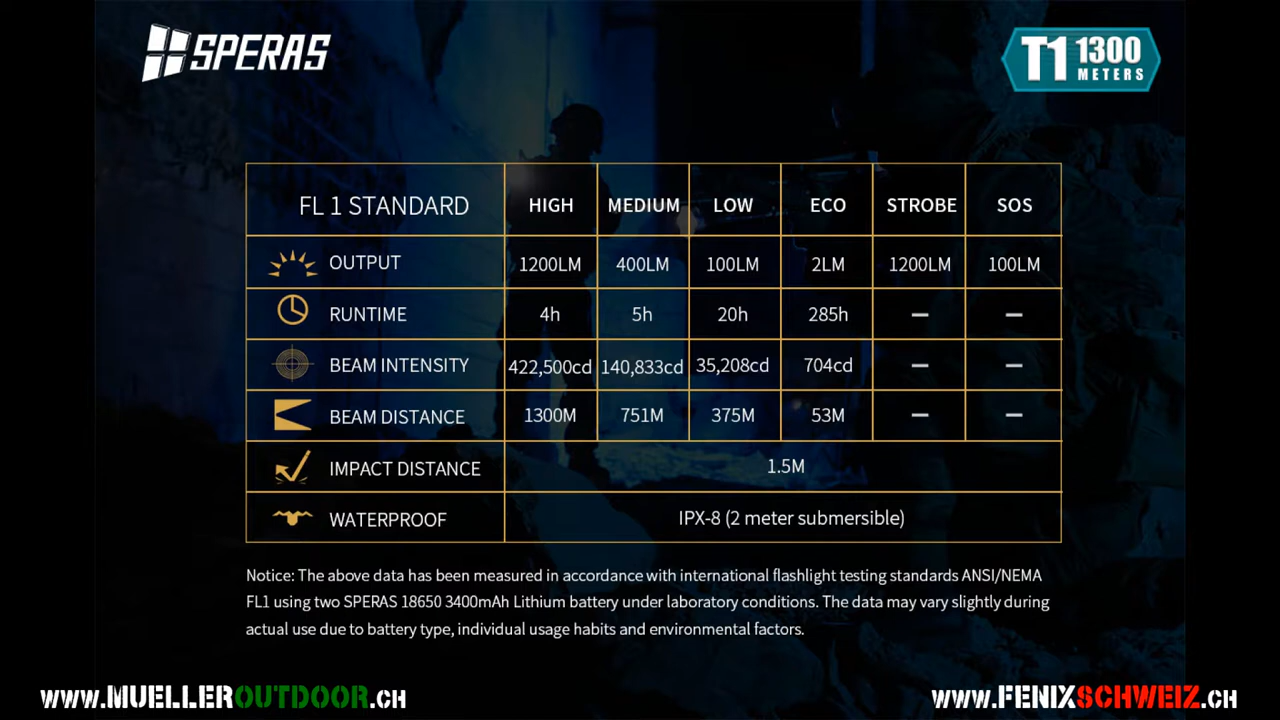 SPERAS
T1 1300 METERS
FL 1 STANDARD HIGH MEDIUM LOW ECO STROBE SOS
OUTPUT 1200LM 400LM 100LM 2LM 1200LM 100LM
RUNTIME 4h 5h 20h 285h — —
BEAM INTENSITY 422,500cd 140,833cd 35,208cd 704cd — —
BEAM DISTANCE 1300M 751M 375M 53M — —
IMPACT DISTANCE 1.5M
WATERPROOF IPX-8 (2 meter submersible)
Notice: The above data has been measured in accordance with international flashlight testing standards ANSI/NEMA
FL1 using two SPERAS 18650 3400mAh Lithium battery under laboratory conditions. The data may vary slightly during
actual use due to battery type, individual usage habits and environmental factors.
www.MUELLEROUTDOOR.CH
www.FENIXSCHWEIZ.CH